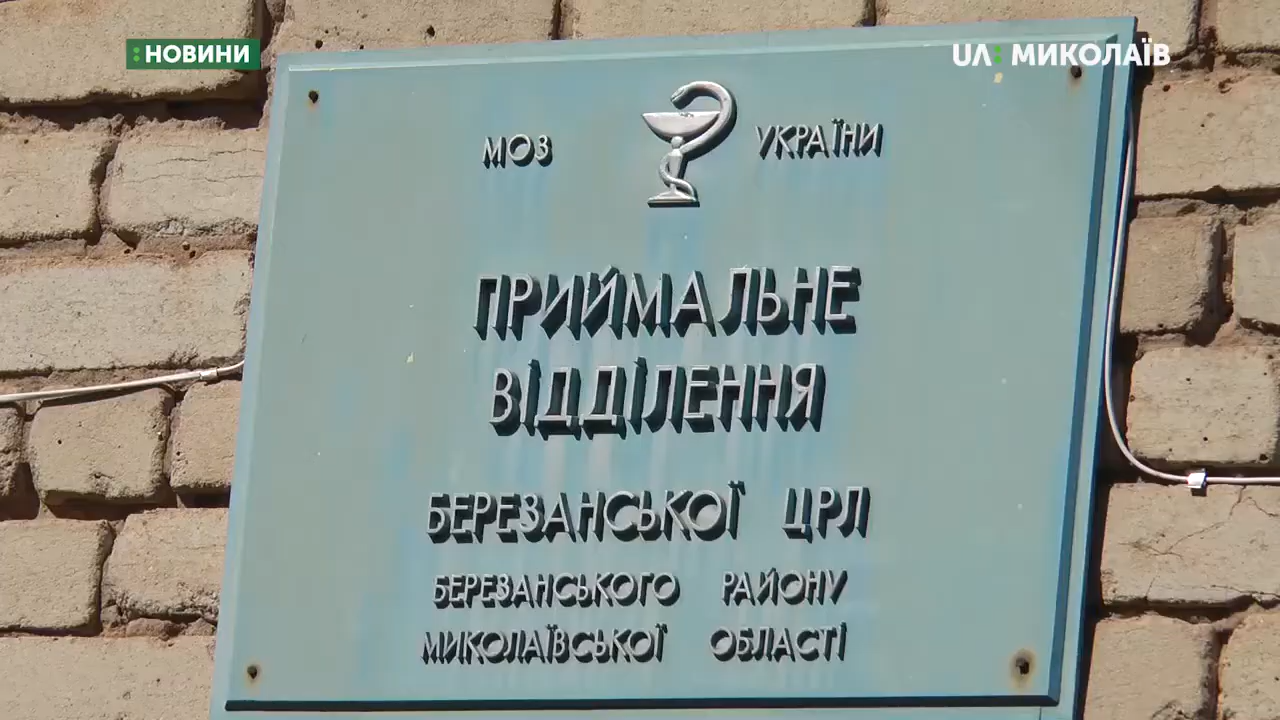 :НОВИНИ
UA: МИКОЛАЇВ
МОЗ УКРАЇНИ
ПРИЙМАЛЬНЕ
ВІДДІЛЕННЯ
БЕРЕЗАНСЬКОЇ ЦРЛ
БЕРЕЗАНСЬКОГО РАЙОНУ
МИКОЛАЇВСЬКОЇ ОБЛАСТІ